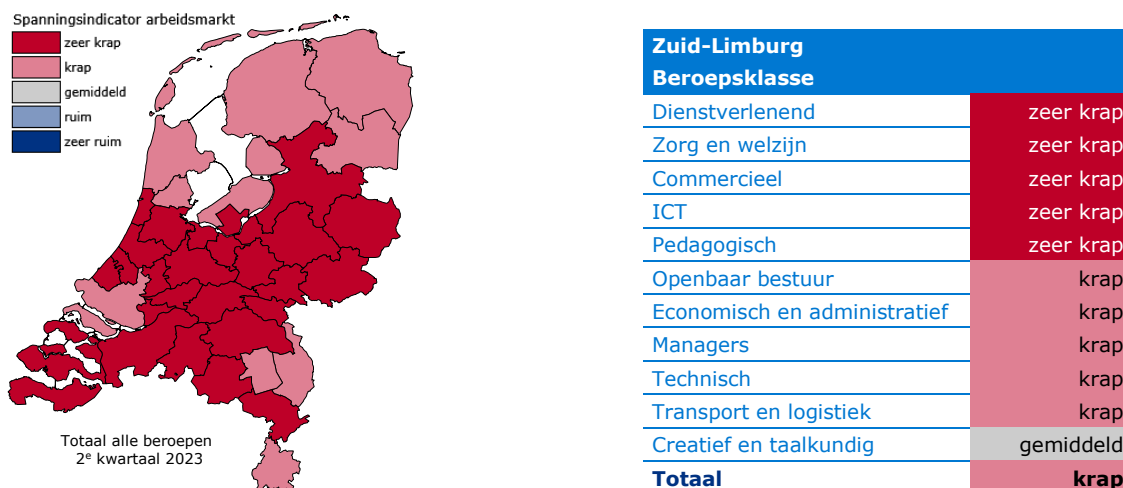 Spanningsindicator arbeidsmarkt
zeer krap
krap
gemiddeld
ruim
zeer ruim
Totaal alle beroepen
2ᵉ kwartaal 2023
Zuid-Limburg
Beroepsklasse
Dienstverlenend zeer krap
Zorg en welzijn zeer krap
Commercieel zeer krap
ICT zeer krap
Pedagogisch zeer krap
Openbaar bestuur krap
Economisch en administratief krap
Managers krap
Technisch krap
Transport en logistiek krap
Creatief en taalkundig gemiddeld
Totaal krap